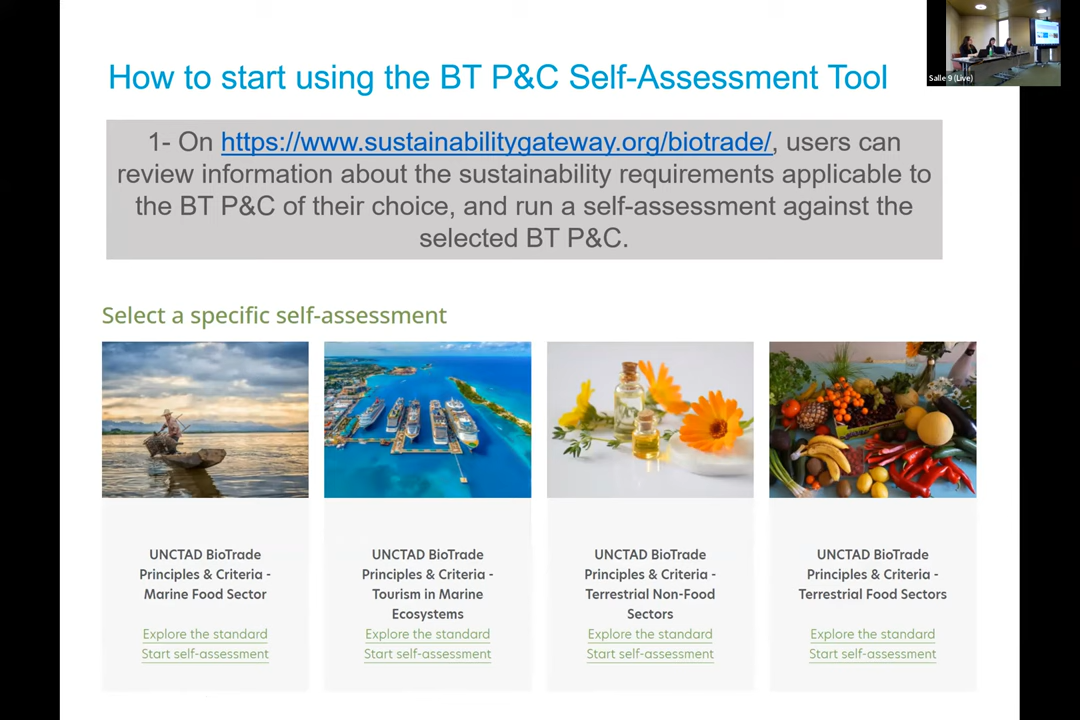 How to start using the BT P&C Self-Assessment Tool
Salle 9 (Live)
1- On https://www.sustainabilitygateway.org/biotrade/, users can
review information about the sustainability requirements applicable to
the BT P&C of their choice, and run a self-assessment against the
selected BT P&C.
Select a specific self-assessment
UNCTAD BioTrade
Principles & Criteria -
Marine Food Sector
Explore the standard
Start self-assessment
UNCTAD BioTrade
Principles & Criteria -
Tourism in Marine
Ecosystems
Explore the standard
Start self-assessment
UNCTAD BioTrade
Principles & Criteria -
Terrestrial Non-Food
Sectors
Explore the standard
Start self-assessment
UNCTAD BioTrade
Principles & Criteria -
Terrestrial Food Sectors
Explore the standard
Start self-assessment